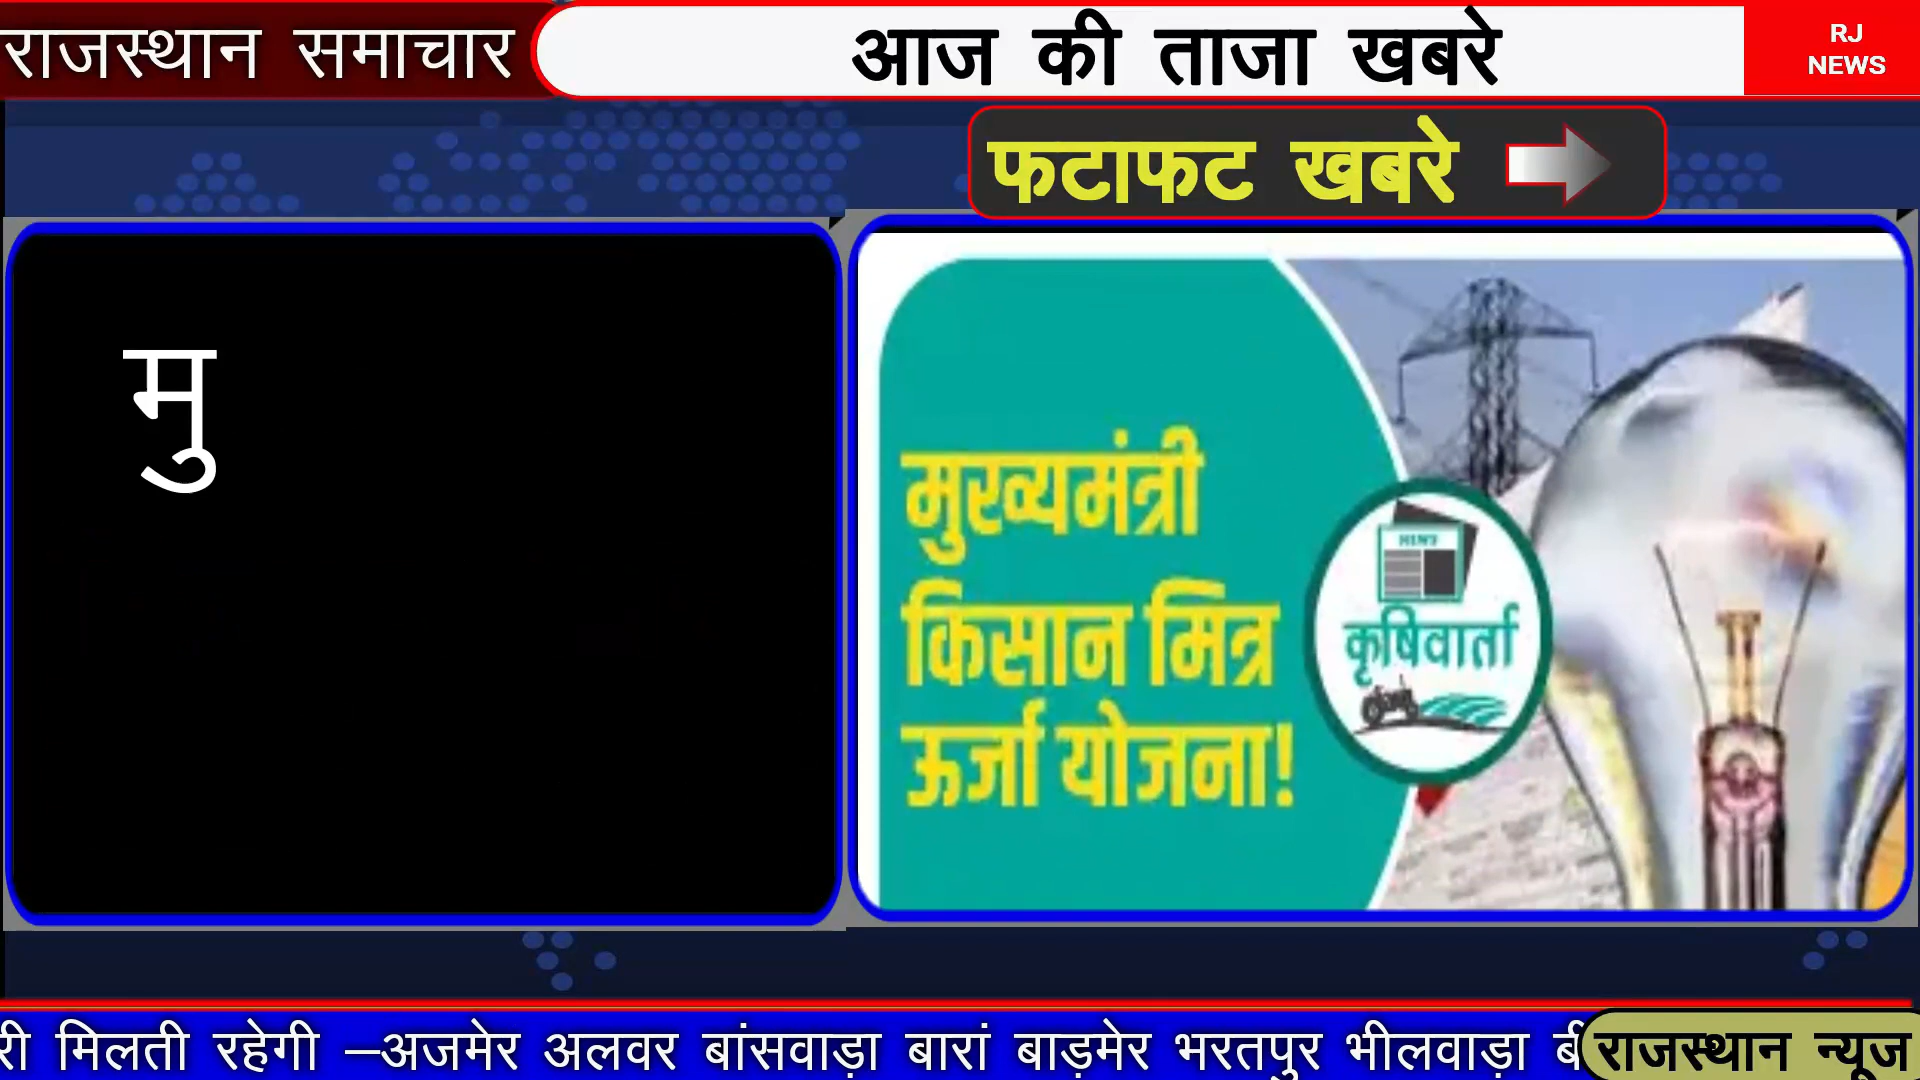 राजस्थान समाचार
आज की ताजा खबरे
RJ
NEWS
फटाफट खबरे
मु
मुख्यमंत्री
किसान मित्र
ऊर्जा योजना!
NEWS
कृषिवार्ता
री मिलती रहेगी –अजमेर अलवर बांसवाड़ा बारां बाड़मेर भरतपुर भीलवाड़ा बी
राजस्थान न्यूज